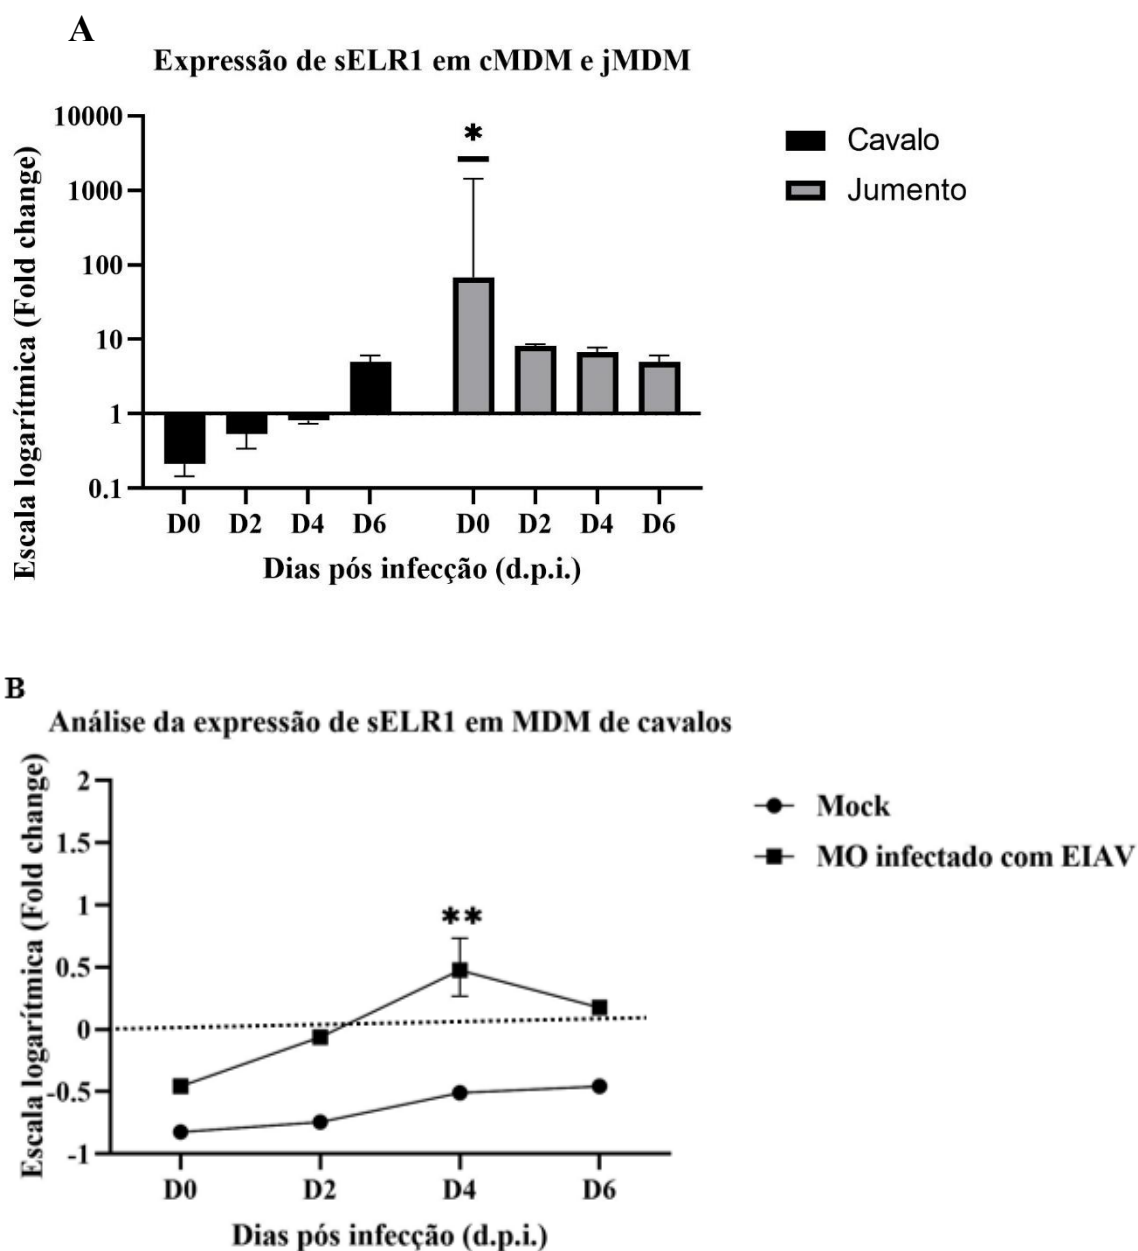 A
Expressão de sELR1 em cMDM e jMDM
Escala logarítmica (Fold change)
10000
1000
100
10
1
0.1
*
D0 D2 D4 D6 D0 D2 D4 D6
Dias pós infecção (d.p.i.)
Cavalo
Jumento
B
Análise da expressão de sELR1 em MDM de cavalos
Escala logarítmica (Fold change)
2
1.5
1
0.5
0
-0.5
-1
**
D0 D2 D4 D6
Dias pós infecção (d.p.i.)
Mock
MO infectado com EIAV